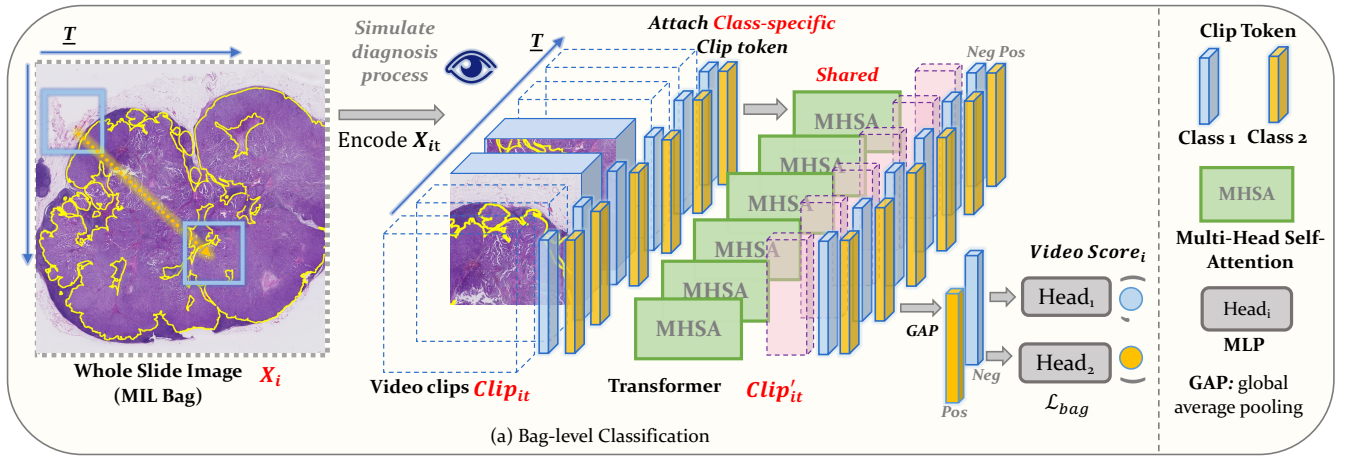 T
Simulate
diagnosis
process
Encode X_it
Whole Slide Image
(MIL Bag)
X_i
T
Attach Class-specific
Clip token
Video clips Clip_it
Shared
MHSA
MHSA
MHSA
MHSA
MHSA
MHSA
Transformer
Clip'_it
Neg Pos
GAP
Pos
Neg
Video Score_i
Head₁
Head₂
ℒ_bag
(a) Bag-level Classification
Clip Token
Class 1 Class 2
MHSA
Multi-Head Self-
Attention
Head_i
MLP
GAP: global
average pooling